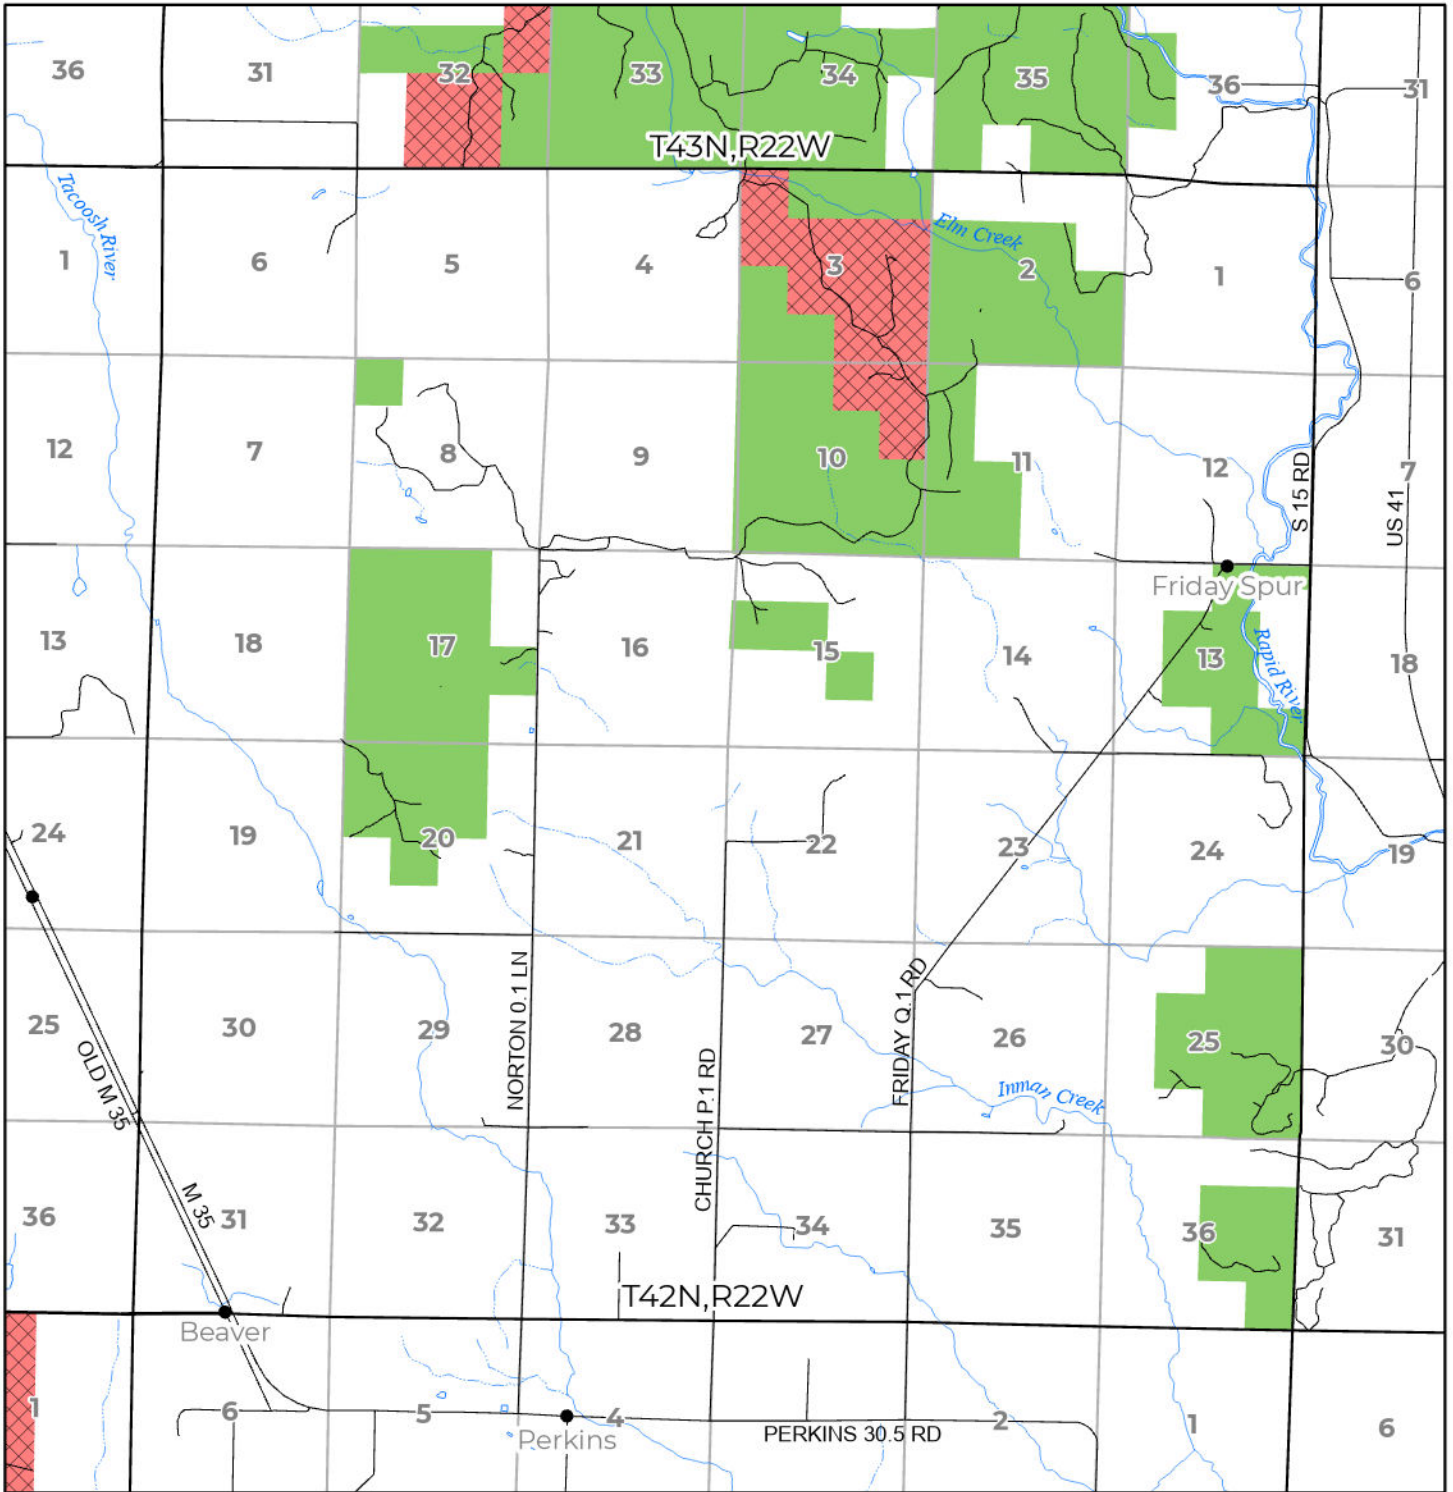 36 31 32 33 34 35 36 31
T43N,R22W
Tacoosh River
Elm Creek
1 6 5 4 3 2 1 6
12 7 8 9 10 11 12 7
S 15 RD
US 41
Friday Spur
13 18 17 16 15 14 13 18
Rapid River
24 19 20 21 22 23 24 19
NORTON 0.1 LN
FRIDAY Q.1 RD
25 30 29 28 27 26 25 30
OLD M 35
CHURCH P.1 RD
Inman Creek
M 35
36 31 32 33 34 35 36 31
T42N,R22W
Beaver
1 6 5 4 2 1 6
PERKINS 30.5 RD
Perkins